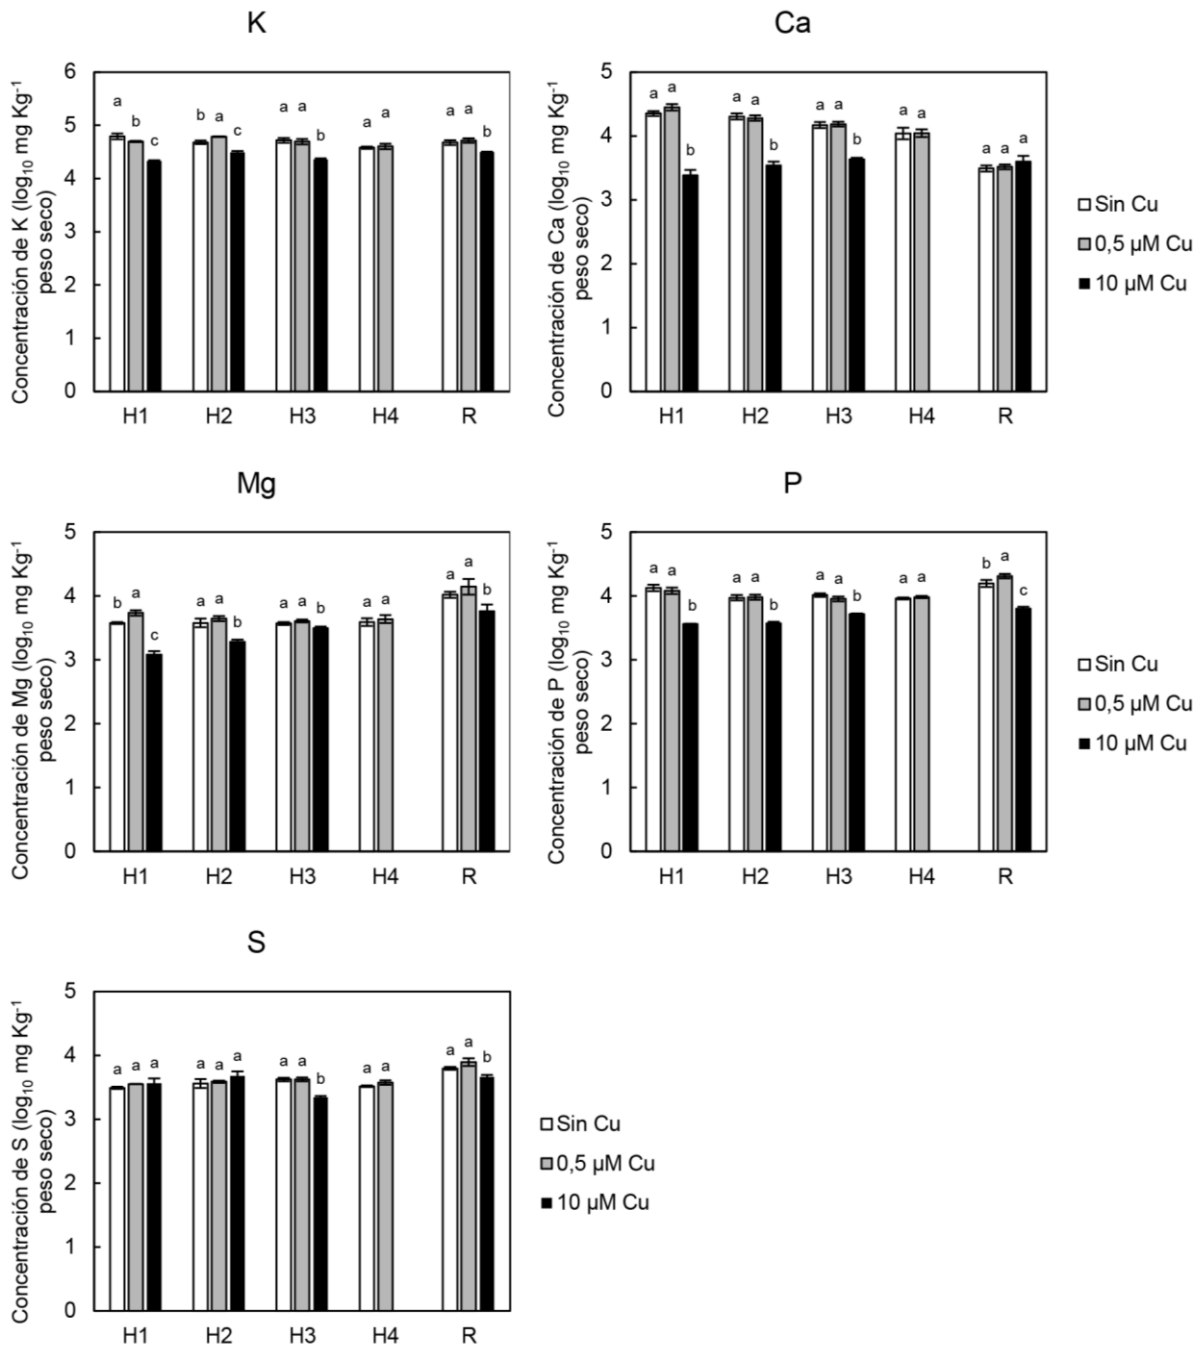 K
Concentración de K (log₁₀ mg Kg⁻¹
peso seco)
6
5
4
3
2
1
0
a b c
b a c
a a b
a a
a a b
H1 H2 H3 H4 R
Ca
Concentración de Ca (log₁₀ mg Kg⁻¹
peso seco)
5
4
3
2
1
0
a a b
a a b
a a b
a a
a a a
H1 H2 H3 H4 R
Sin Cu
0,5 µM Cu
10 µM Cu
Mg
Concentración de Mg (log₁₀ mg Kg⁻¹
peso seco)
5
4
3
2
1
0
b a c
a a b
a a b
a a
a a b
H1 H2 H3 H4 R
P
Concentración de P (log₁₀ mg Kg⁻¹
peso seco)
5
4
3
2
1
0
a a b
a a b
a a b
a a
b a c
H1 H2 H3 H4 R
Sin Cu
0,5 µM Cu
10 µM Cu
S
Concentración de S (log₁₀ mg Kg⁻¹
peso seco)
5
4
3
2
1
0
a a a
a a a
a a b
a a
a a b
H1 H2 H3 H4 R
Sin Cu
0,5 µM Cu
10 µM Cu